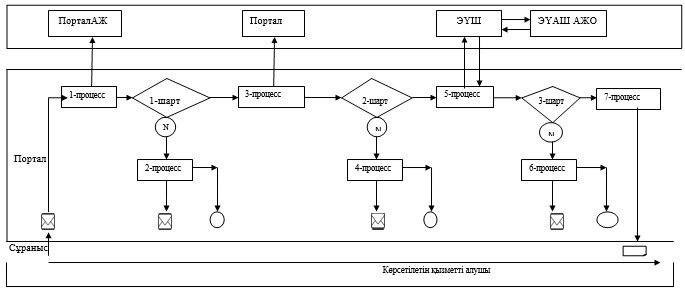 ПорталАЖ
Портал
ЭҮШ
ЭҮАШ АЖО
1-процесс
1-шарт
3-процесс
2-шарт
5-процесс
3-шарт
7-процесс
N
N
N
Портал
2-процесс
4-процесс
6-процесс
Сұраныс
Көрсетілетін қызметті алушы